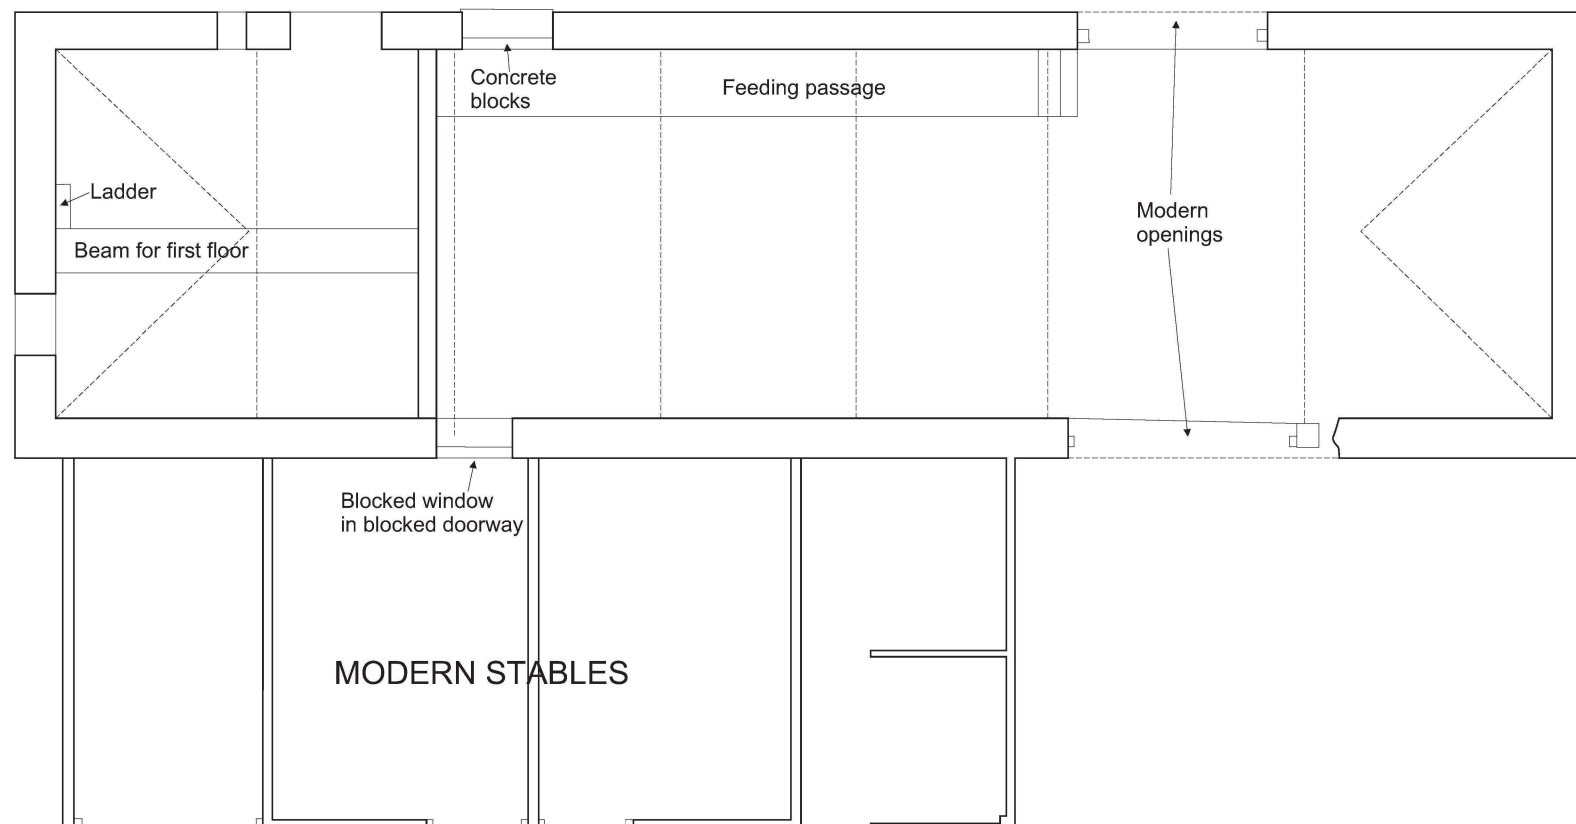 Concrete
blocks
Feeding passage
Ladder
Modern
openings
Beam for first floor
Blocked window
in blocked doorway
MODERN STABLES